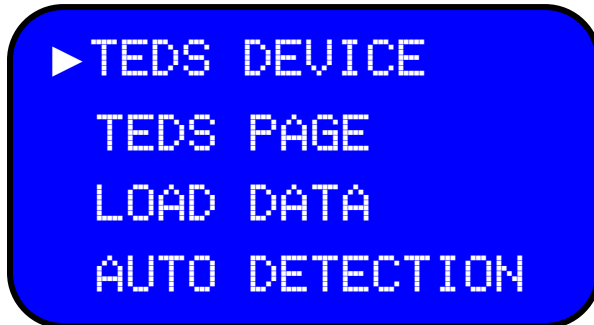 ►TEDS DEVICE
TEDS PAGE
LOAD DATA
AUTO DETECTION